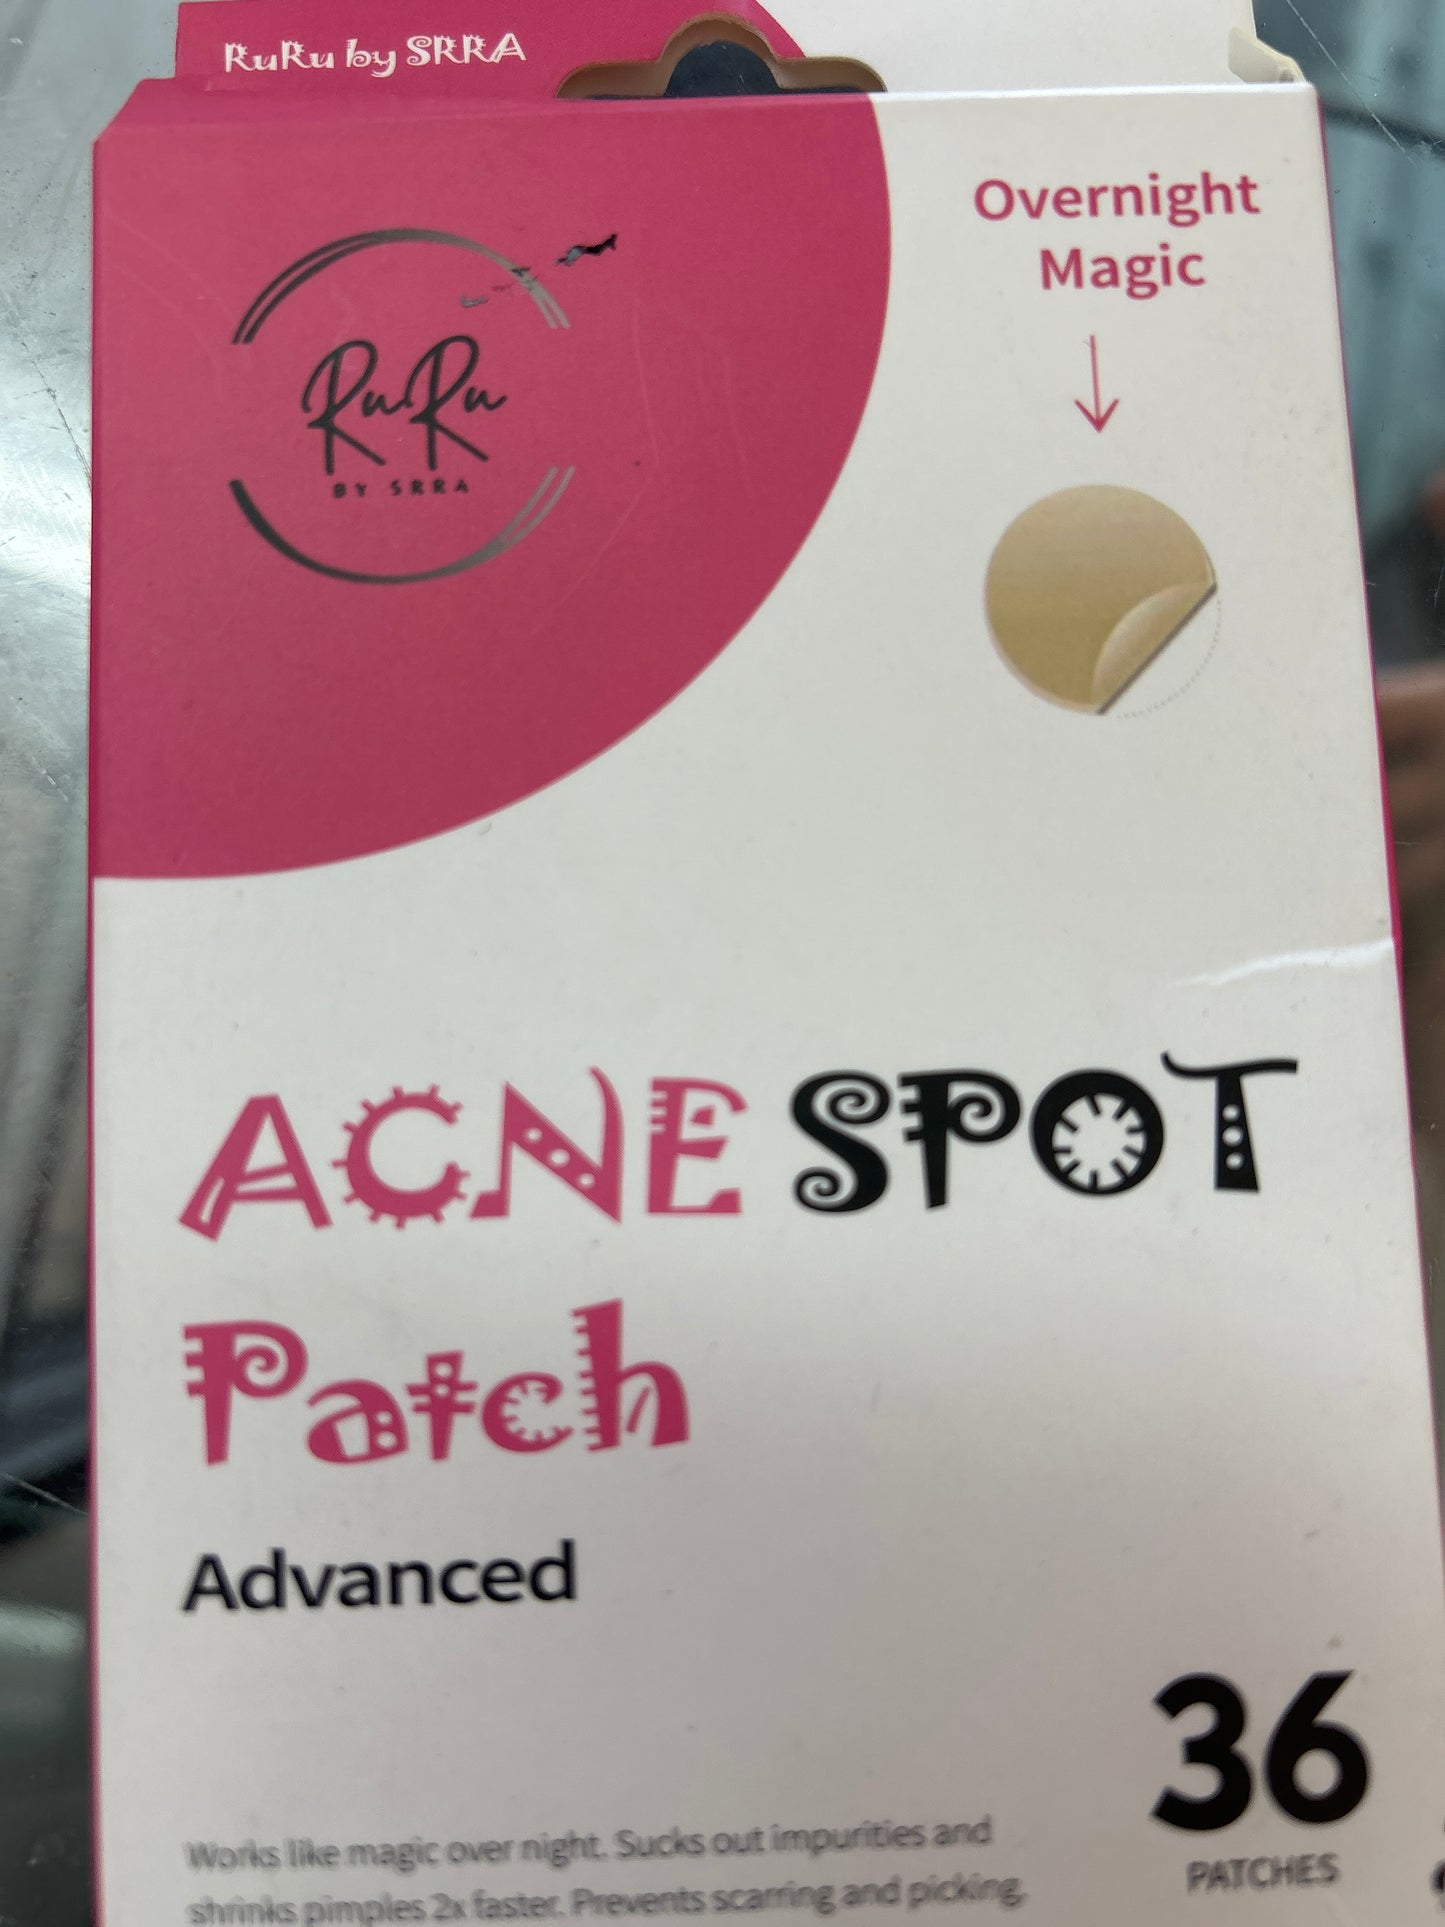 RuRu by SRRA
Overnight
Magic
RuRu
BY SRRA
ACNE SPOT
Patch
Advanced
36
PATCHES
Works like magic over night. Sucks out impurities and
shrinks pimples 2x faster. Prevents scarring and picking.